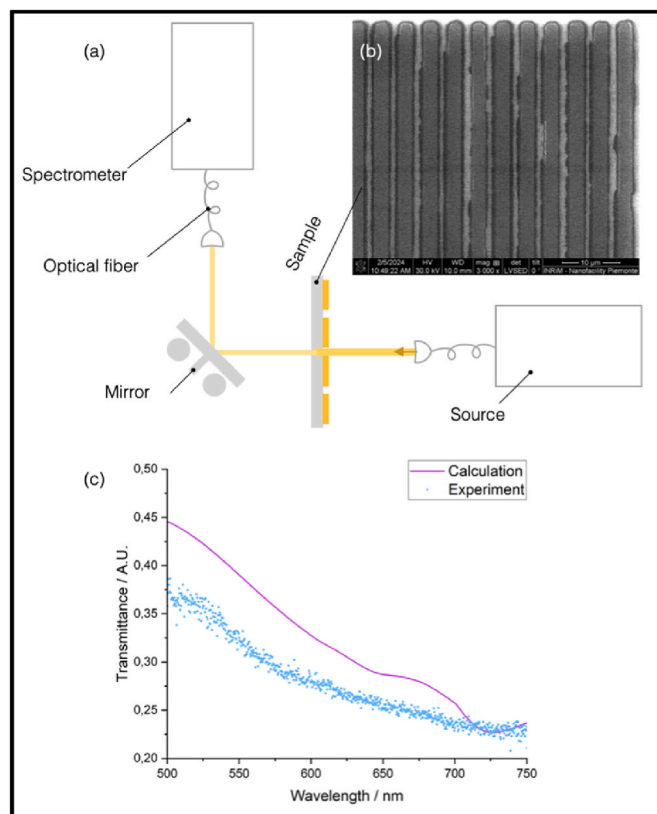 (a)
Spectrometer
Optical fiber
Mirror
Sample
Source
(b)
2/5/2024 HV WD mag det tilt 10 µm
10:49:22 AM 30.0 kV 10.0 mm 3 000 x LVSED 0 ° INRiM - Nanofacility Piemonte
(c)
Calculation
Experiment
Transmittance / A.U.
0,50
0,45
0,40
0,35
0,30
0,25
0,20
500 550 600 650 700 750
Wavelength / nm